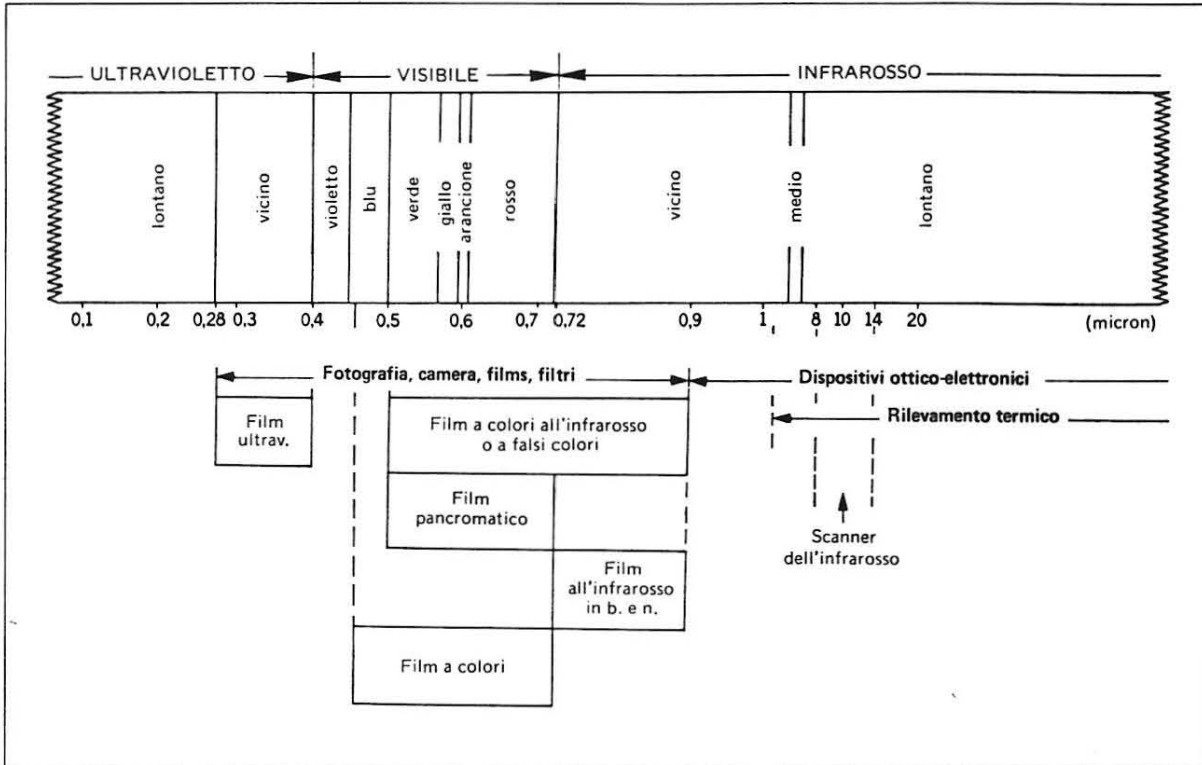 ULTRAVIOLETTO VISIBILE INFRAROSSO
lontano
vicino
violetto
blu
verde
giallo
arancione
rosso
vicino
medio
lontano
0,1 0,2 0,28 0,3 0,4 0,5 0,6 0,7 0,72 0,9 1 8 10 14 20 (micron)
Fotografia, camera, films, filtri
Dispositivi ottico-elettronici
Rilevamento termico
Film
ultrav.
Film a colori all'infrarosso
o a falsi colori
Film
pancromatico
Scanner
dell'infrarosso
Film
all'infrarosso
in b. e n.
Film a colori